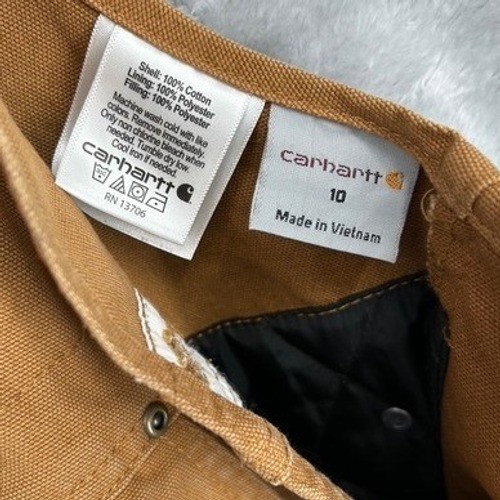 Shell: 100% Cotton
Lining: 100% Polyester
Filling: 100% Polyester
Machine wash cold with like
colors. Remove immediately.
Only non chlorine bleach when
needed. Tumble dry low.
Cool iron if needed.
carhartt
RN 13706
carhartt
10
Made in Vietnam